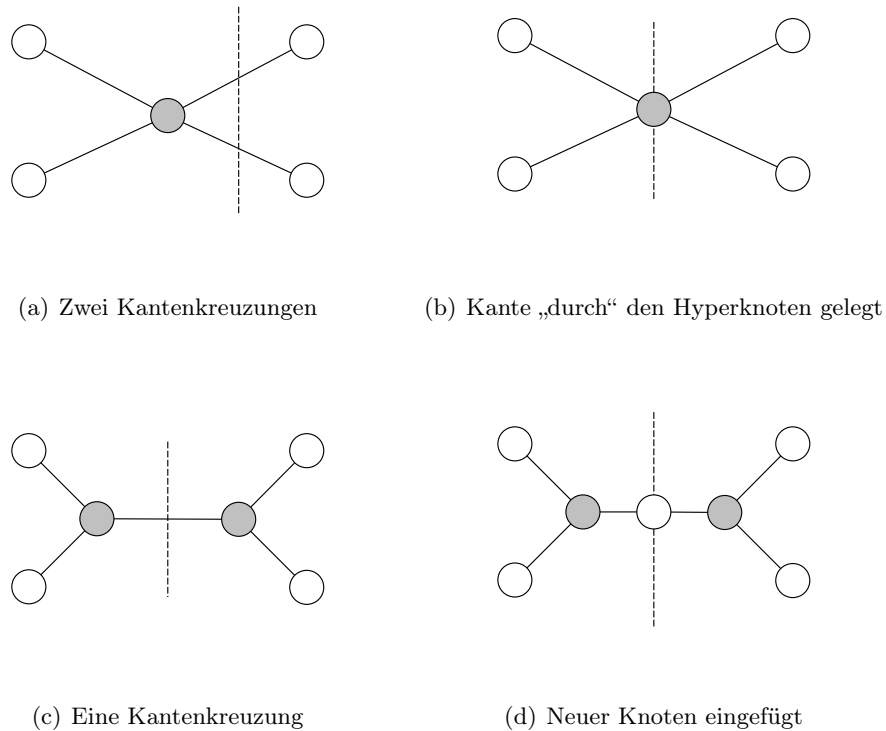 (a) Zwei Kantenkreuzungen
(b) Kante „durch“ den Hyperknoten gelegt
(c) Eine Kantenkreuzung
(d) Neuer Knoten eingefügt